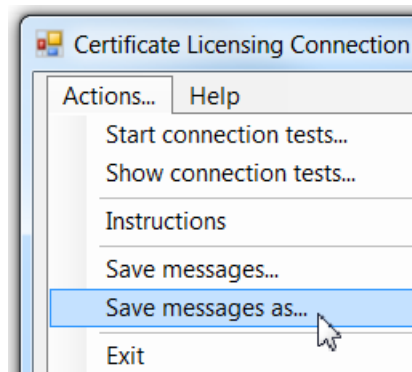 Certificate Licensing Connection
Actions... Help
Start connection tests...
Show connection tests...
Instructions
Save messages...
Save messages as...
Exit